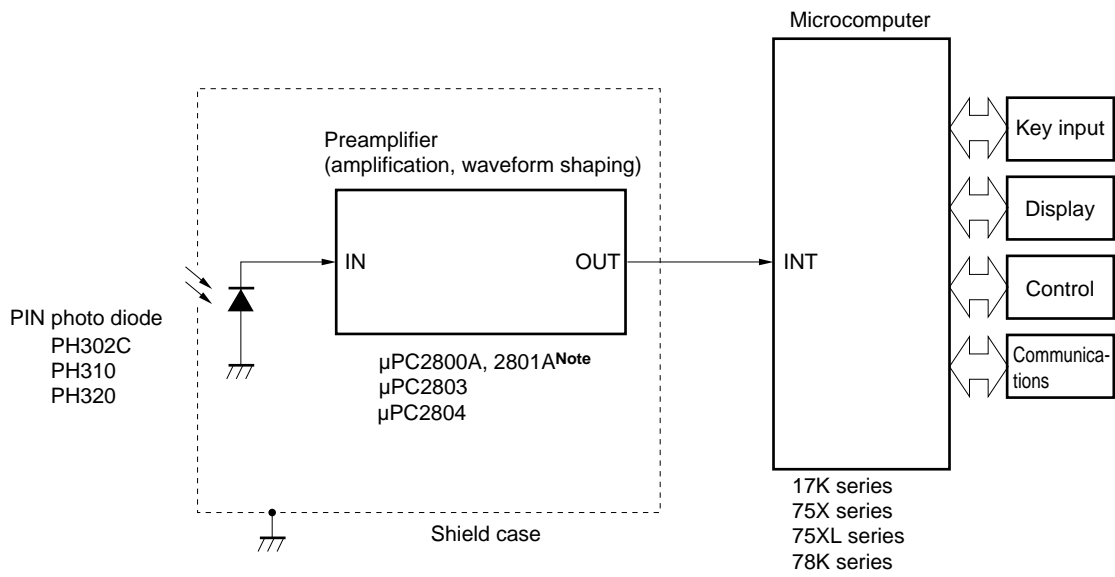 Microcomputer
Preamplifier
(amplification, waveform shaping)
IN
OUT
INT
Key input
Display
Control
Communica-
tions
PIN photo diode
PH302C
PH310
PH320
µPC2800A, 2801ANote
µPC2803
µPC2804
Shield case
17K series
75X series
75XL series
78K series